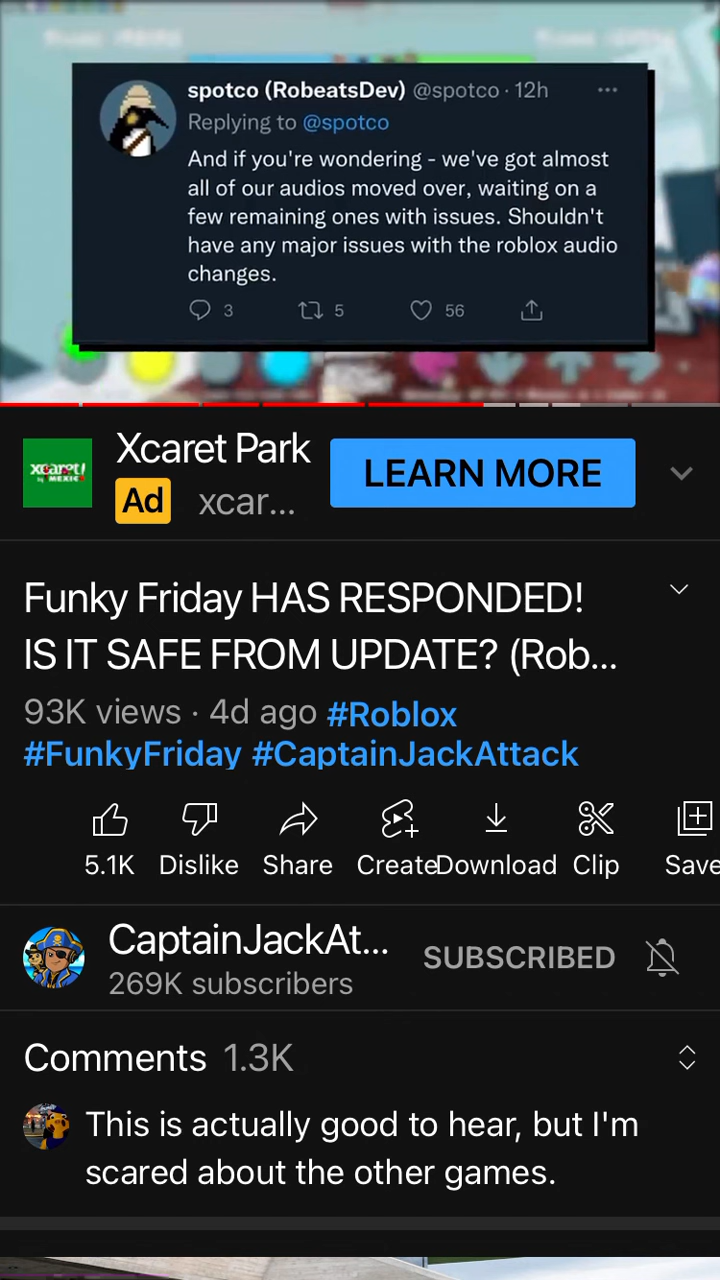 spotco (RobeatsDev) @spotco · 12h
Replying to @spotco
And if you're wondering - we've got almost
all of our audios moved over, waiting on a
few remaining ones with issues. Shouldn't
have any major issues with the roblox audio
changes.
3 5 56
xcaret!
by MEXICO
Xcaret Park
Ad xcar...
LEARN MORE
Funky Friday HAS RESPONDED!
IS IT SAFE FROM UPDATE? (Rob...
93K views · 4d ago #Roblox
#FunkyFriday #CaptainJackAttack
5.1K Dislike Share Create Download Clip Save
CaptainJackAt...
269K subscribers
SUBSCRIBED
Comments 1.3K
This is actually good to hear, but I'm
scared about the other games.